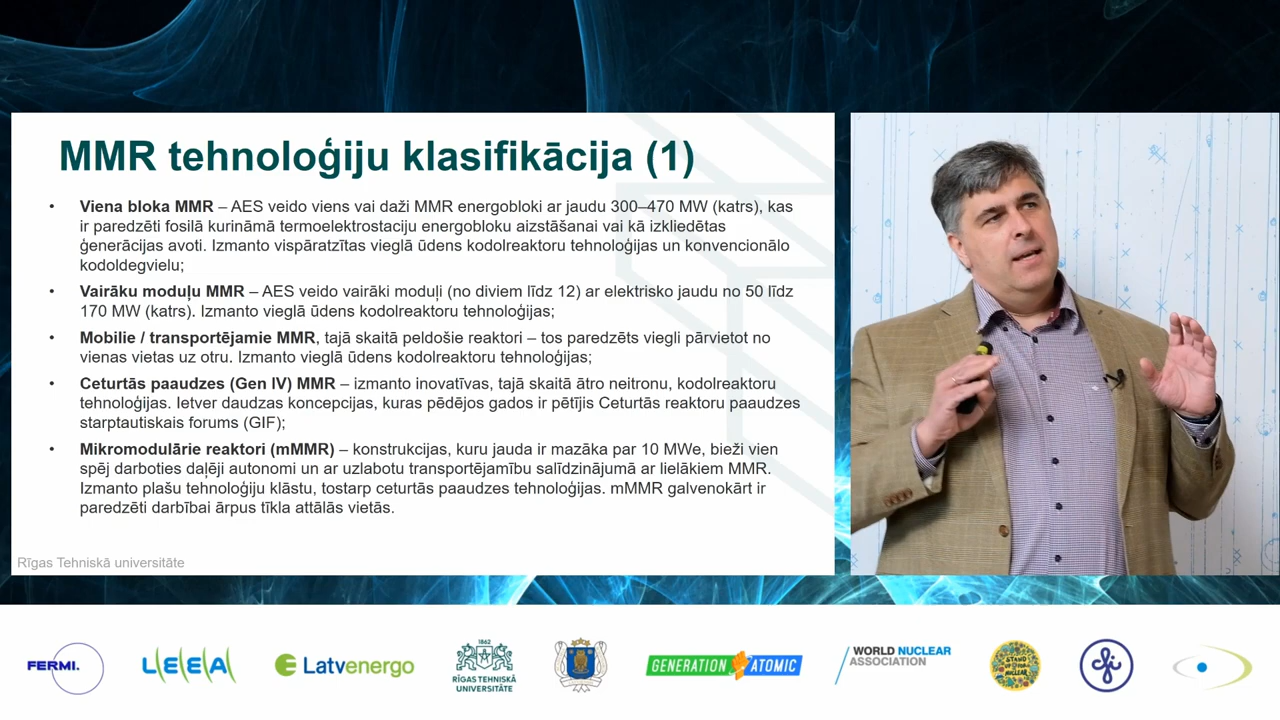 MMR tehnoloģiju klasifikācija (1)
• Viena bloka MMR – AES veido viens vai daži MMR energobloki ar jaudu 300–470 MW (katrs), kas
ir paredzēti fosilā kurināmā termoelektrostaciju energobloku aizstāšanai vai kā izkliedētas
ģenerācijas avoti. Izmanto vispāratzītas vieglā ūdens kodolreaktoru tehnoloģijas un konvencionālo
kodoldegvielu;
• Vairāku moduļu MMR – AES veido vairāki moduļi (no diviem līdz 12) ar elektrisko jaudu no 50 līdz
170 MW (katrs). Izmanto vieglā ūdens kodolreaktoru tehnoloģijas;
• Mobilie / transportējamie MMR, tajā skaitā peldošie reaktori – tos paredzēts viegli pārvietot no
vienas vietas uz otru. Izmanto vieglā ūdens kodolreaktoru tehnoloģijas;
• Ceturtās paaudzes (Gen IV) MMR – izmanto inovatīvas, tajā skaitā ātro neitronu, kodolreaktoru
tehnoloģijas. Ietver daudzas koncepcijas, kuras pēdējos gados ir pētījis Ceturtās reaktoru paaudzes
starptautiskais forums (GIF);
• Mikromodulārie reaktori (mMMR) – konstrukcijas, kuru jauda ir mazāka par 10 MWe, bieži vien
spēj darboties daļēji autonomi un ar uzlabotu transportējamību salīdzinājumā ar lielākiem MMR.
Izmanto plašu tehnoloģiju klāstu, tostarp ceturtās paaudzes tehnoloģijas. mMMR galvenokārt ir
paredzēti darbībai ārpus tīkla attālās vietās.
Rīgas Tehniskā universitāte
FERMI.
LEEA
Latvenergo
1862
RĪGAS TEHNISKĀ
UNIVERSITĀTE
GENERATION ATOMIC
WORLD NUCLEAR
ASSOCIATION
STAND
UP FOR
NUCLEAR